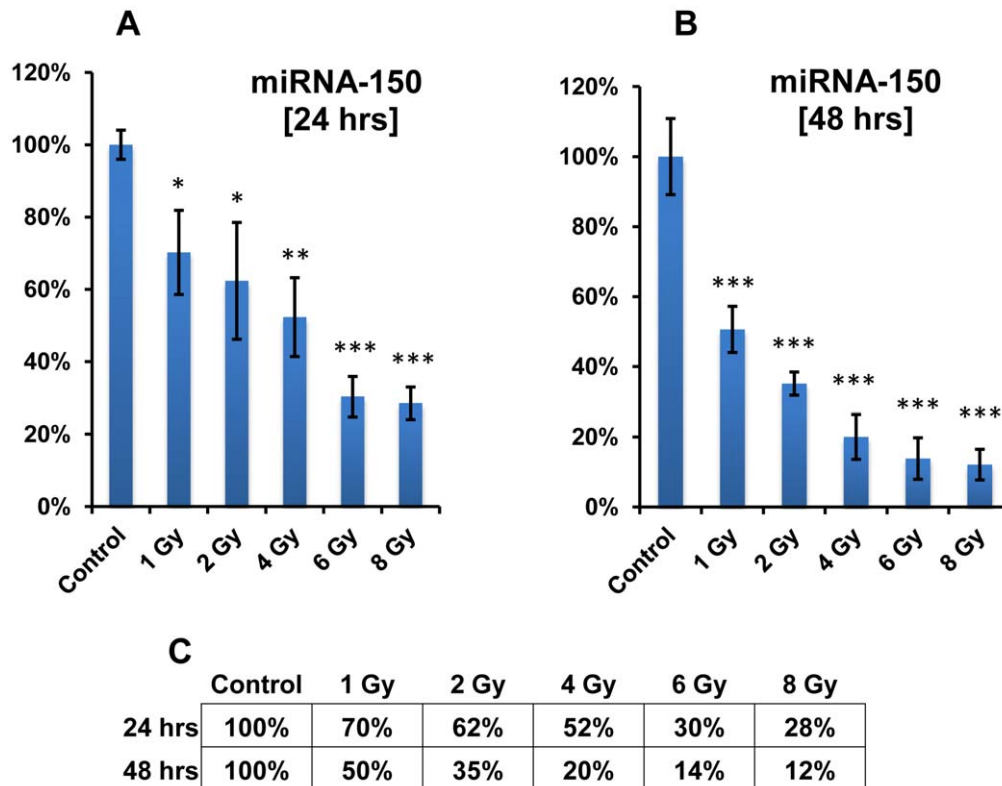 A
miRNA-150
[24 hrs]
120%
100%
80%
60%
40%
20%
0%
*
*
**
***
***
Control
1 Gy
2 Gy
4 Gy
6 Gy
8 Gy
B
miRNA-150
[48 hrs]
120%
100%
80%
60%
40%
20%
0%
***
***
***
***
***
Control
1 Gy
2 Gy
4 Gy
6 Gy
8 Gy
C
Control 1 Gy 2 Gy 4 Gy 6 Gy 8 Gy
24 hrs 100% 70% 62% 52% 30% 28%
48 hrs 100% 50% 35% 20% 14% 12%